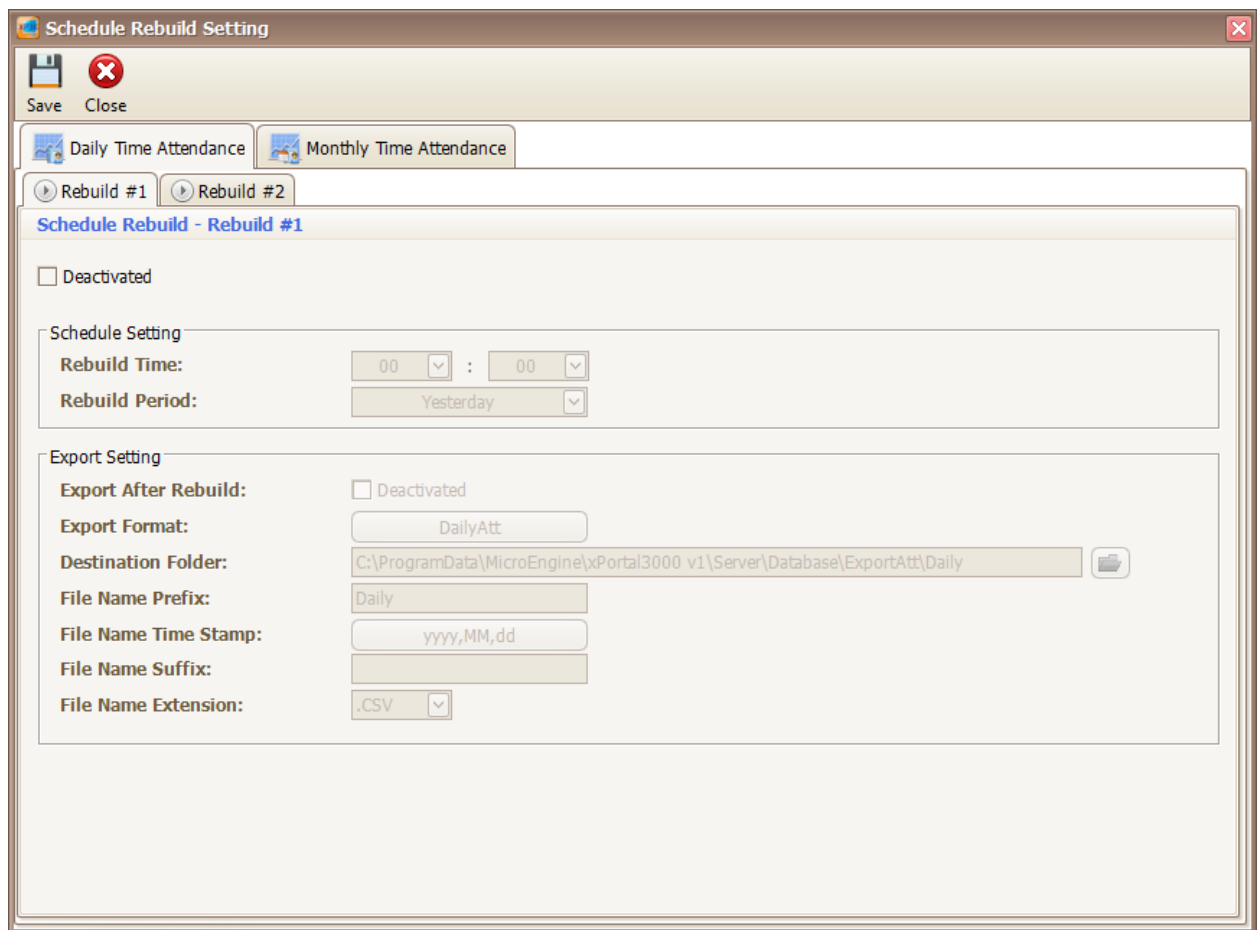 Schedule Rebuild Setting
Save Close
Daily Time Attendance Monthly Time Attendance
Rebuild #1 Rebuild #2
Schedule Rebuild - Rebuild #1
Deactivated
Schedule Setting
Rebuild Time: 00 : 00
Rebuild Period: Yesterday
Export Setting
Export After Rebuild: Deactivated
Export Format: DailyAtt
Destination Folder: C:\ProgramData\MicroEngine\xPortal3000 v1\Server\Database\ExportAtt\Daily
File Name Prefix: Daily
File Name Time Stamp: yyyy,MM,dd
File Name Suffix:
File Name Extension: .CSV